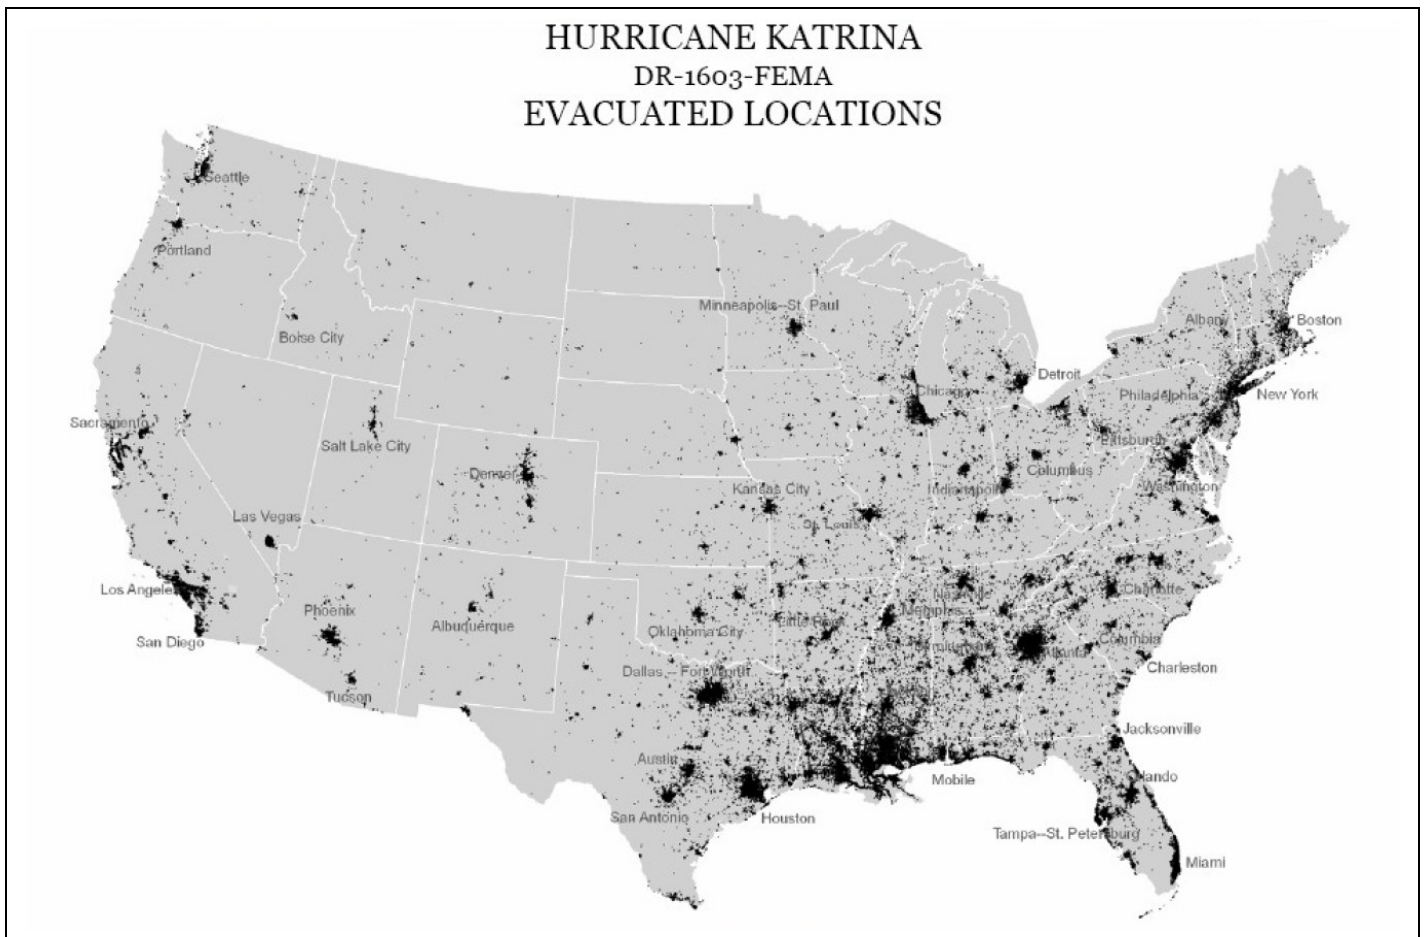 HURRICANE KATRINA
DR-1603-FEMA
EVACUATED LOCATIONS
Seattle
Portland
Boise City
Minneapolis--St. Paul
Albany
Boston
Detroit
Chicago
Philadelphia
New York
Sacramento
Salt Lake City
Denver
Pittsburgh
Columbus
Indianapolis
Washington
Kansas City
St. Louis
Las Vegas
Los Angeles
San Diego
Phoenix
Albuquerque
Tucson
Oklahoma City
Little Rock
Nashville
Memphis
Charlotte
Birmingham
Atlanta
Columbia
Charleston
Dallas -- Fort Worth
Jacksonville
Austin
San Antonio
Houston
Mobile
Orlando
Tampa--St. Petersburg
Miami